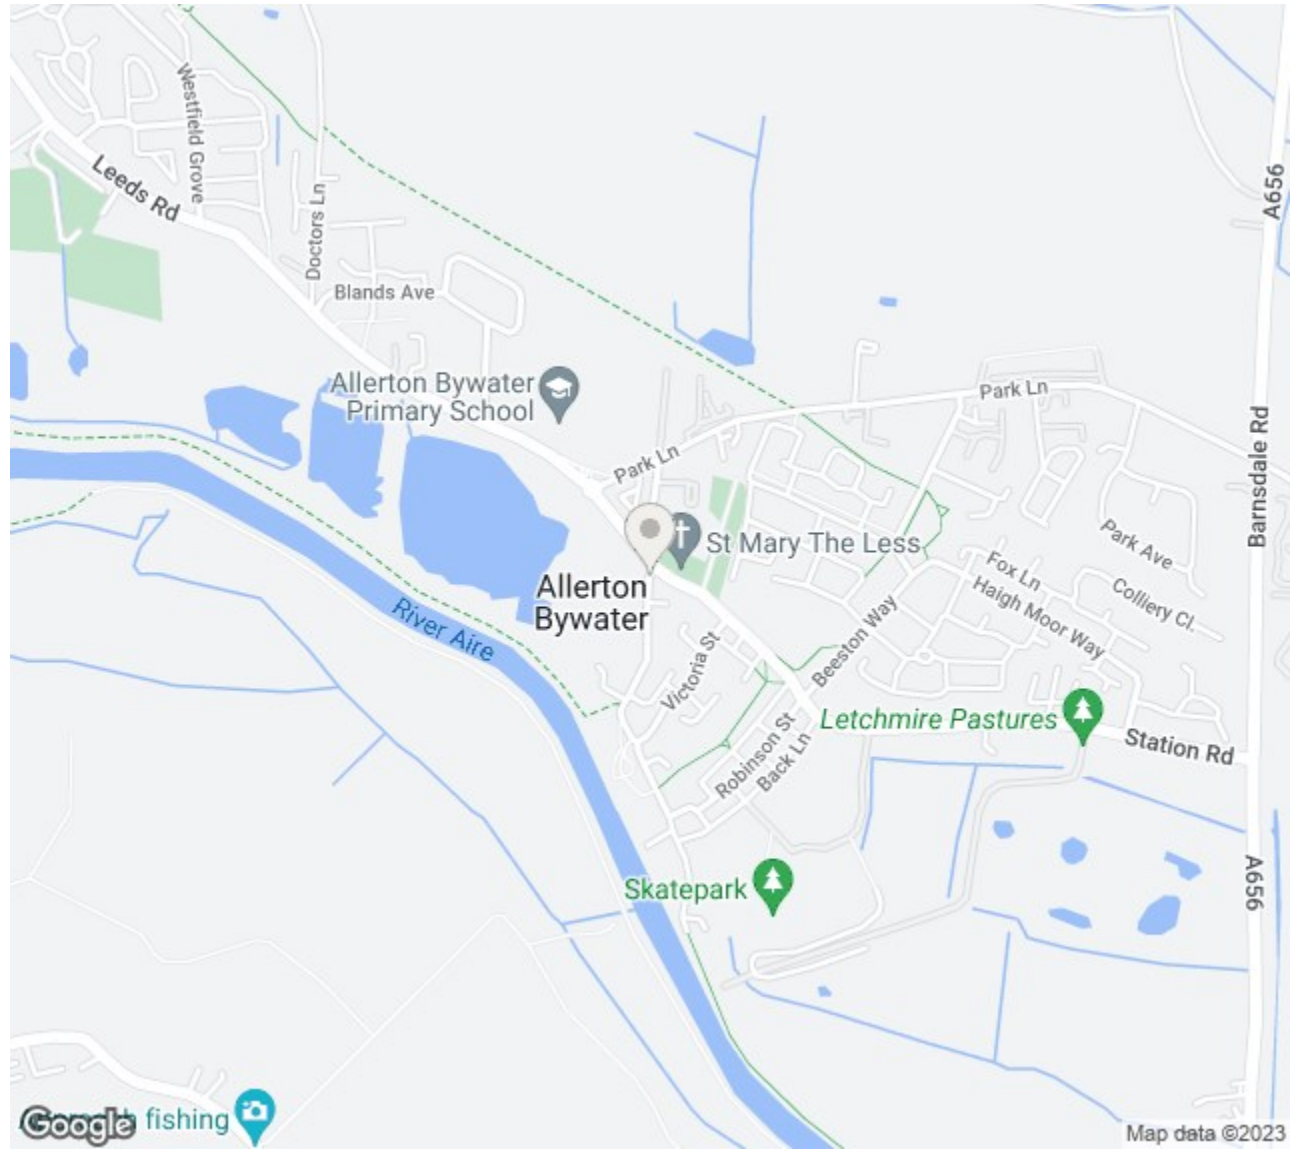 Westfield Grove
Leeds Rd
Doctors Ln
A656
Blands Ave
Allerton Bywater
Primary School
Park Ln
Park Ln
Barnsdale Rd
St Mary The Less
Park Ave
Fox Ln
Allerton
Bywater
Colliery Cl.
Haigh Moor Way
River Aire
Beeston Way
Victoria St
Letchmire Pastures
Station Rd
Robinson St
Back Ln
Skatepark
A656
fishing
Google
Map data ©2023